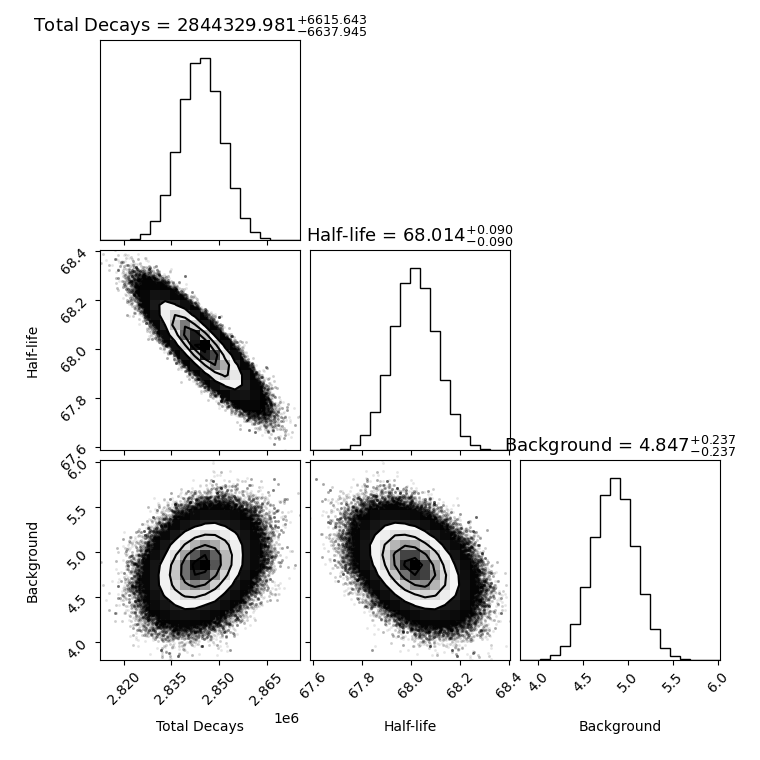 Total Decays = 2844329.981+6615.643−6637.945
Half-life = 68.014+0.090−0.090
68.4
68.2
68.0
67.8
67.6
Half-life
Background = 4.847+0.237−0.237
6.0
5.5
5.0
4.5
4.0
Background
2.820 2.835 2.850 2.865
1e6
Total Decays
67.6 67.8 68.0 68.2 68.4
Half-life
4.0 4.5 5.0 5.5 6.0
Background